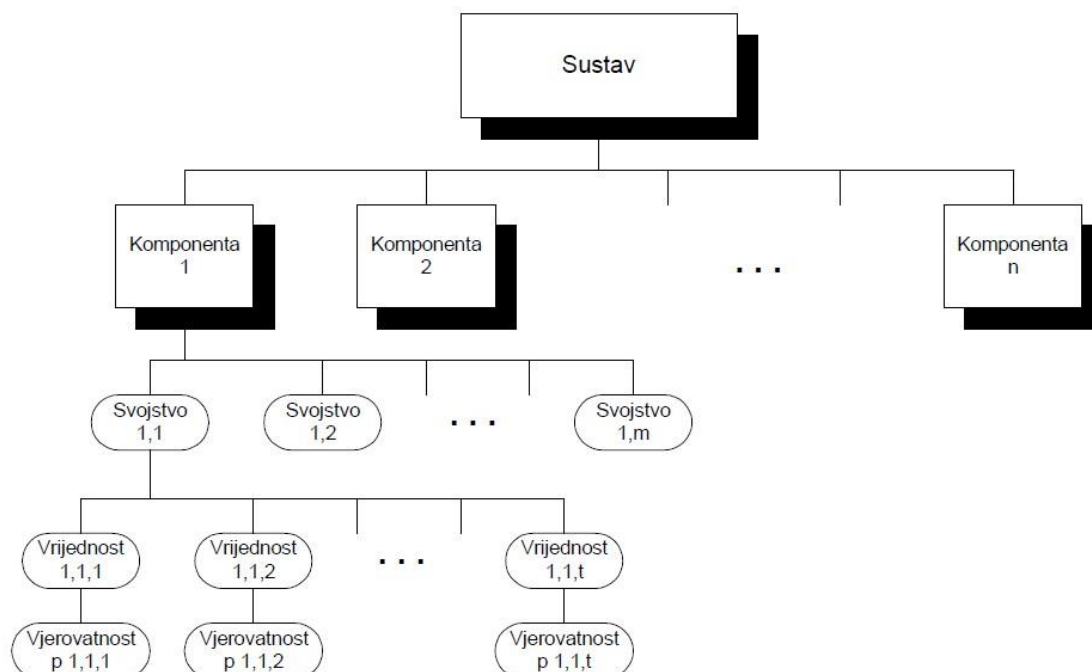 Sustav
Komponenta
1
Komponenta
2
. . .
Komponenta
n
Svojstvo
1,1
Svojstvo
1,2
. . .
Svojstvo
1,m
Vrijednost
1,1,1
Vrijednost
1,1,2
. . .
Vrijednost
1,1,t
Vjerovatnost
p 1,1,1
Vjerovatnost
p 1,1,2
Vjerovatnost
p 1,1,t